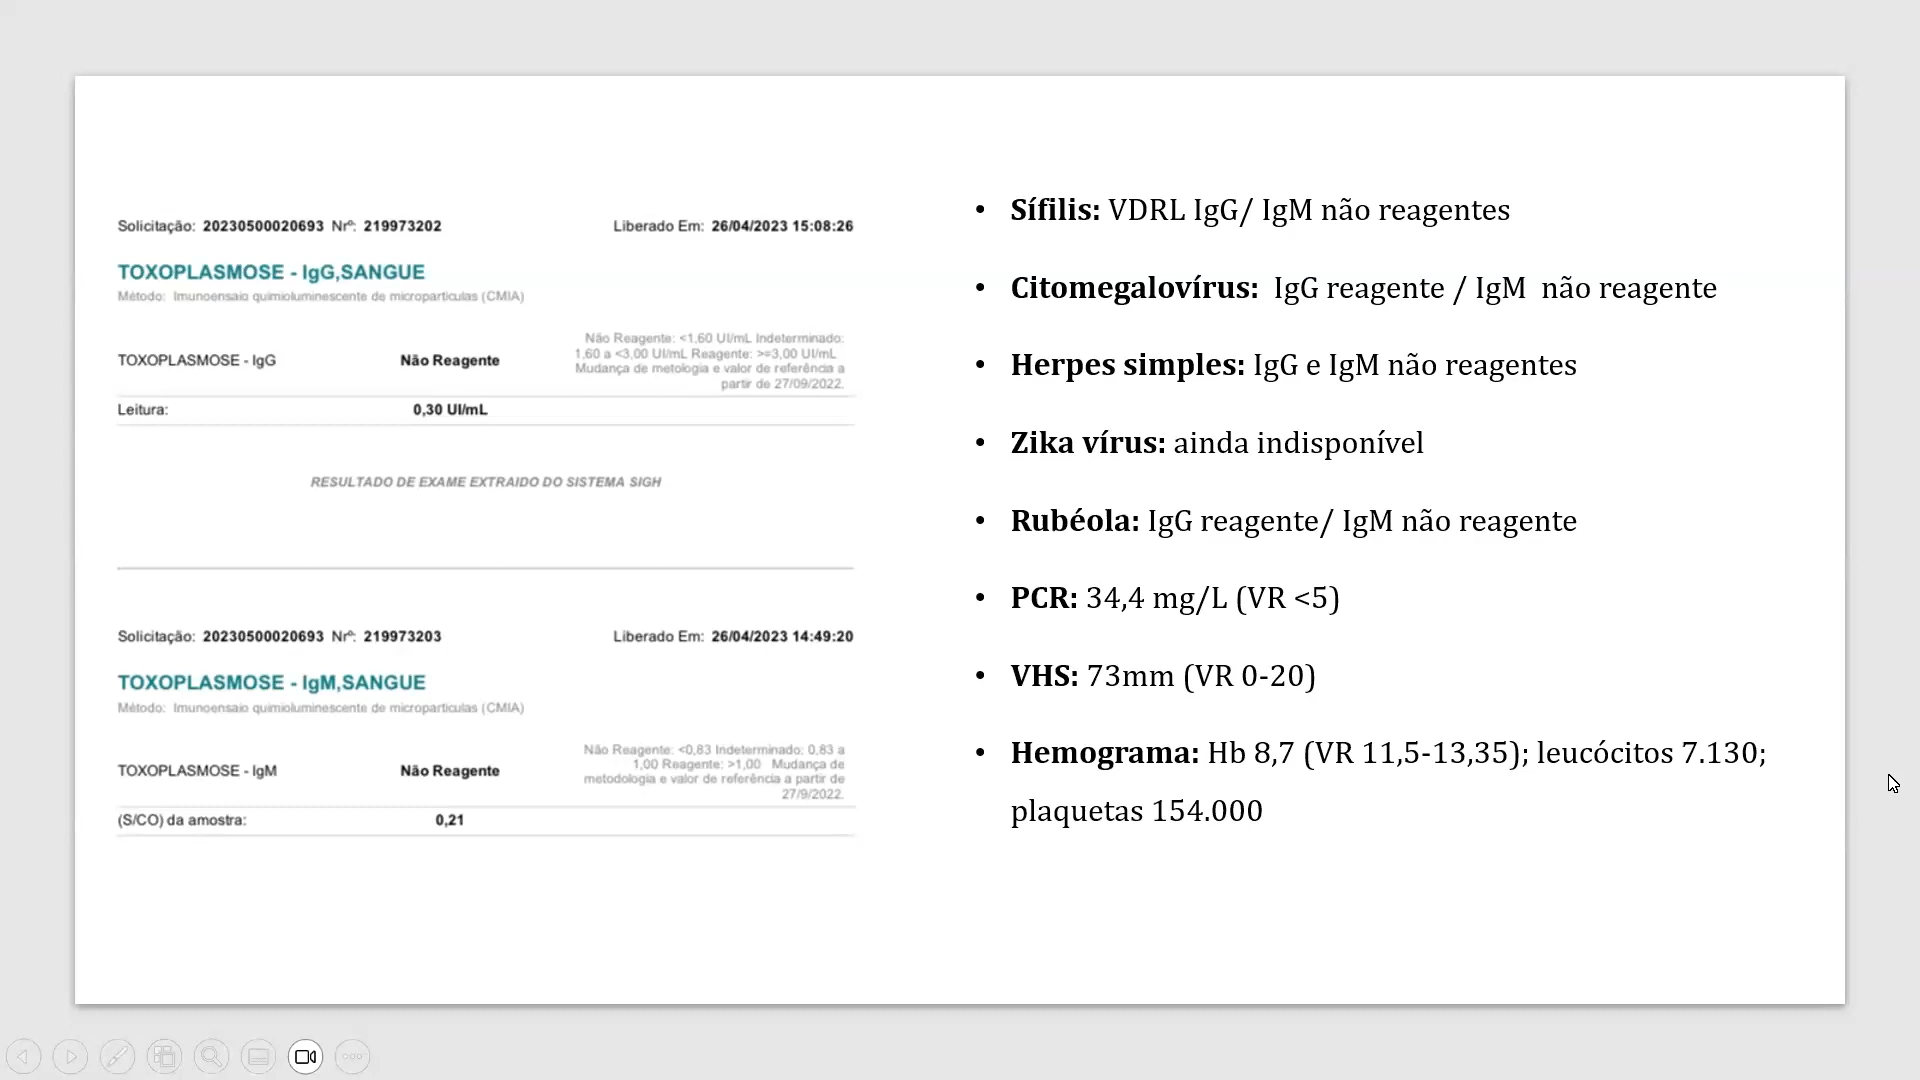 Solicitação: 20230500020693 Nrº: 219973202 Liberado Em: 26/04/2023 15:08:26
TOXOPLASMOSE - IgG,SANGUE
Método: Imunoensaio quimioluminescente de micropartículas (CMIA)
Não Reagente: <1,60 UI/mL Indeterminado:
1,60 a <3,00 UI/mL Reagente: >=3,00 UI/mL
TOXOPLASMOSE - IgG Não Reagente
Mudança de metologia e valor de referência a
partir de 27/09/2022.
Leitura: 0,30 UI/mL
RESULTADO DE EXAME EXTRAIDO DO SISTEMA SIGH
Solicitação: 20230500020693 Nrº: 219973203 Liberado Em: 26/04/2023 14:49:20
TOXOPLASMOSE - IgM,SANGUE
Método: Imunoensaio quimioluminescente de micropartículas (CMIA)
Não Reagente: <0,83 Indeterminado: 0,83 a
1,00 Reagente: >1,00 Mudança de
TOXOPLASMOSE - IgM Não Reagente
metodologia e valor de referência a partir de
27/9/2022.
(S/CO) da amostra: 0,21
• Sífilis: VDRL IgG/ IgM não reagentes
• Citomegalovírus: IgG reagente / IgM não reagente
• Herpes simples: IgG e IgM não reagentes
• Zika vírus: ainda indisponível
• Rubéola: IgG reagente/ IgM não reagente
• PCR: 34,4 mg/L (VR <5)
• VHS: 73mm (VR 0-20)
• Hemograma: Hb 8,7 (VR 11,5-13,35); leucócitos 7.130;
plaquetas 154.000